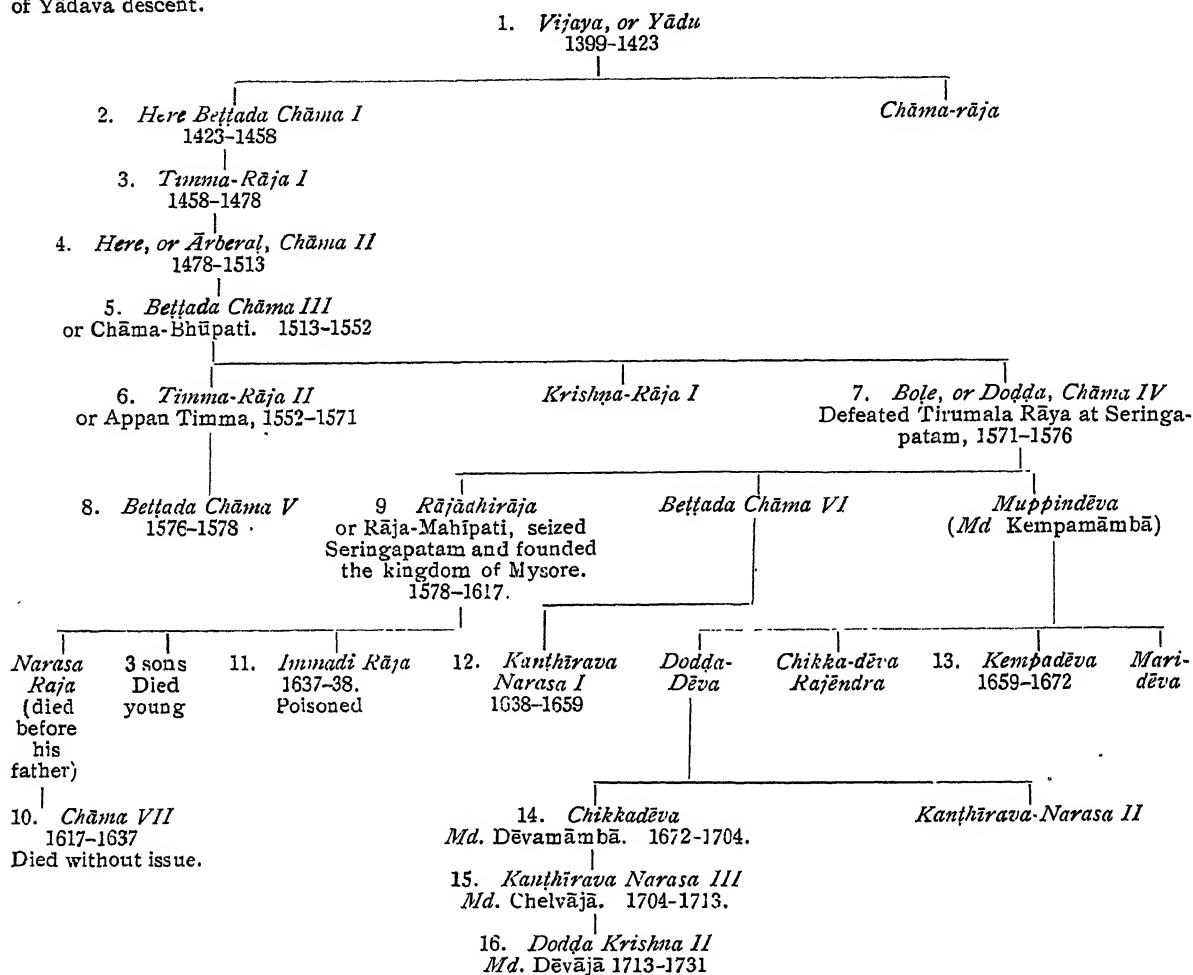 of Yādava descent.
1. Vijaya, or Yādu
1399-1423
2. Here Beṭṭada Chāma I
1423-1458
Chāma-rāja
3. Timma-Rāja I
1458-1478
4. Here, or Ārberaḷ, Chāma II
1478-1513
5. Beṭṭada Chāma III
or Chāma-Bhūpati. 1513-1552
6. Timma-Rāja II
or Appan Timma, 1552-1571
Krishṇa-Rāja I
7. Boḷe, or Doḍḍa, Chāma IV
Defeated Tirumala Rāya at Seringa-
patam, 1571-1576
8. Beṭṭada Chāma V
1576-1578
9 Rājādhirāja
or Rāja-Mahīpati, seized
Seringapatam and founded
the kingdom of Mysore.
1578-1617.
Beṭṭada Chāma VI
Muppindēva
(Md Kempamāmbā)
Narasa
Raja
(died
before
his
father)
3 sons
Died
young
11. Immadi Rāja
1637-38.
Poisoned
12. Kanṭhīrava
Narasa I
1638-1659
Doḍḍa-
Dēva
Chikka-dēva
Rajēndra
13. Kempadēva
1659-1672
Mari-
dēva
10. Chāma VII
1617-1637
Died without issue.
14. Chikkadēva
Md. Dēvamāmbā. 1672-1704.
Kanṭhīrava-Narasa II
15. Kanṭhīrava Narasa III
Md. Chelvājā. 1704-1713.
16. Doḍḍa Krishna II
Md. Dēvājā 1713-1731